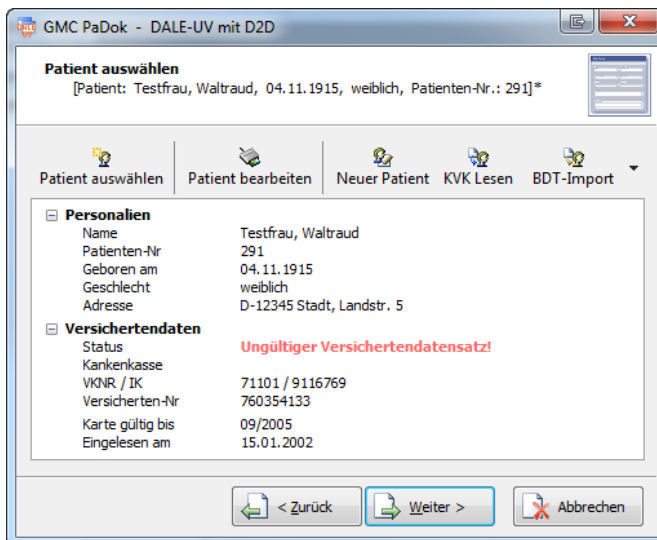 GMC PaDok - DALE-UV mit D2D
Patient auswählen
[Patient: Testfrau, Waltraud, 04.11.1915, weiblich, Patienten-Nr.: 291]*
Patient auswählen Patient bearbeiten Neuer Patient KVK Lesen BDT-Import
Personalien
Name Testfrau, Waltraud
Patienten-Nr 291
Geboren am 04.11.1915
Geschlecht weiblich
Adresse D-12345 Stadt, Landstr. 5
Versichertendaten
Status Ungültiger Versichertendatensatz!
Kankenkasse
VKNR / IK 71101 / 9116769
Versicherten-Nr 760354133
Karte gültig bis 09/2005
Eingelesen am 15.01.2002
< Zurück Weiter > Abbrechen